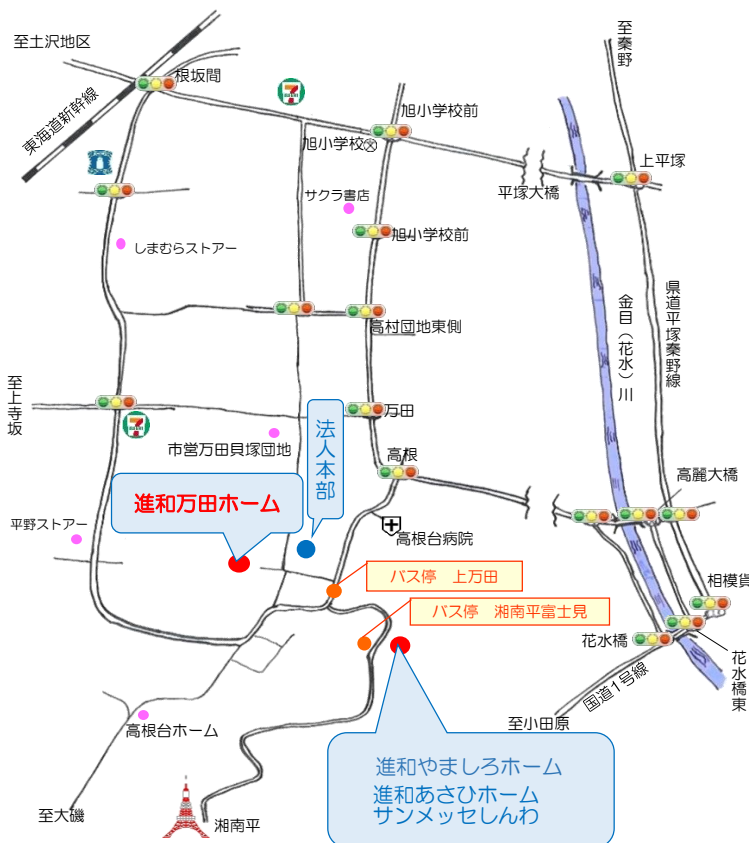 至土沢地区
根坂間
東海道新幹線
至秦野
旭小学校前
旭小学校
上平塚
平塚大橋
サクラ書店
旭小学校前
しまむらストアー
県道平塚秦野線
金目(花水)川
高村団地東側
至上寺坂
万田
市営万田貝塚団地
法人本部
高根
高麗大橋
進和万田ホーム
平野ストアー
高根台病院
バス停 上万田
相模貨
バス停 湘南平富士見
花水橋
花水橋東
国道1号線
至小田原
高根台ホーム
進和やましろホーム
進和あさひホーム
サンメッセしんわ
至大磯
湘南平